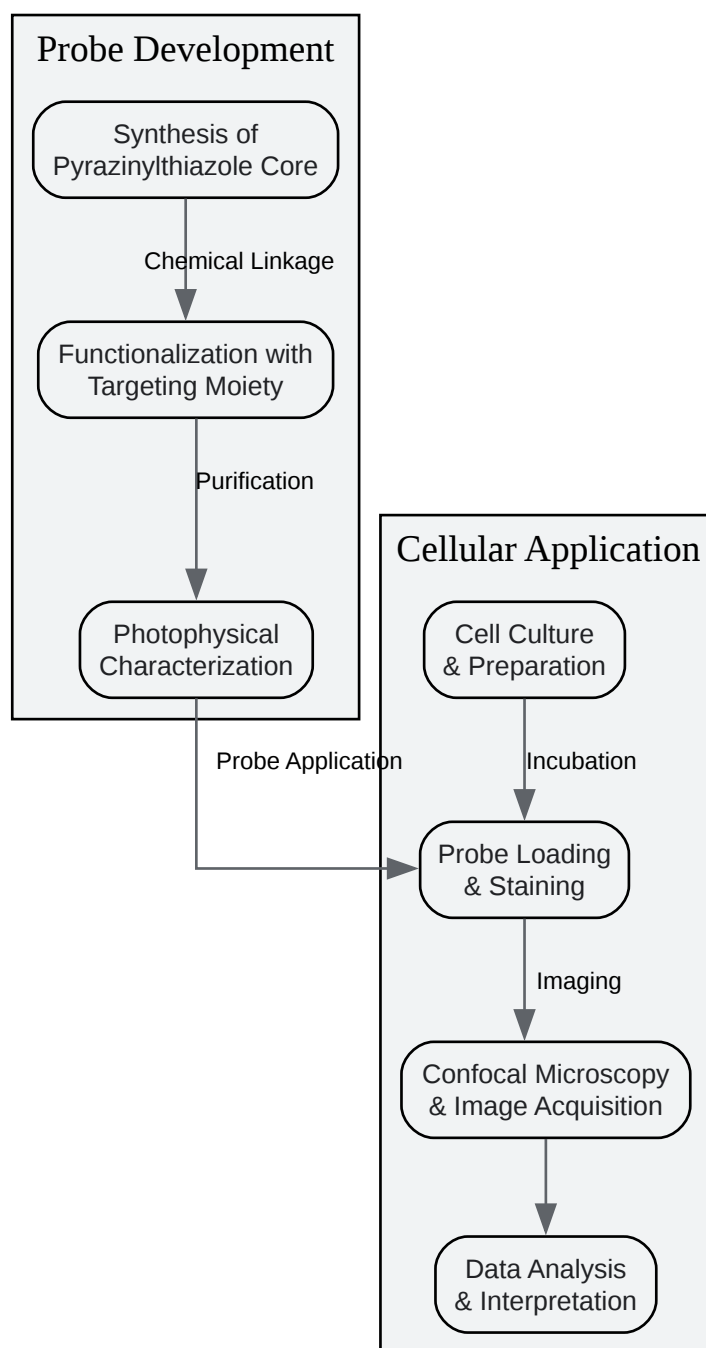 Probe Development
Synthesis of
Pyrazinylthiazole Core
Chemical Linkage
Functionalization with
Targeting Moiety
Purification
Photophysical
Characterization
Probe Application
Cellular Application
Cell Culture
& Preparation
Incubation
Probe Loading
& Staining
Imaging
Confocal Microscopy
& Image Acquisition
Data Analysis
& Interpretation